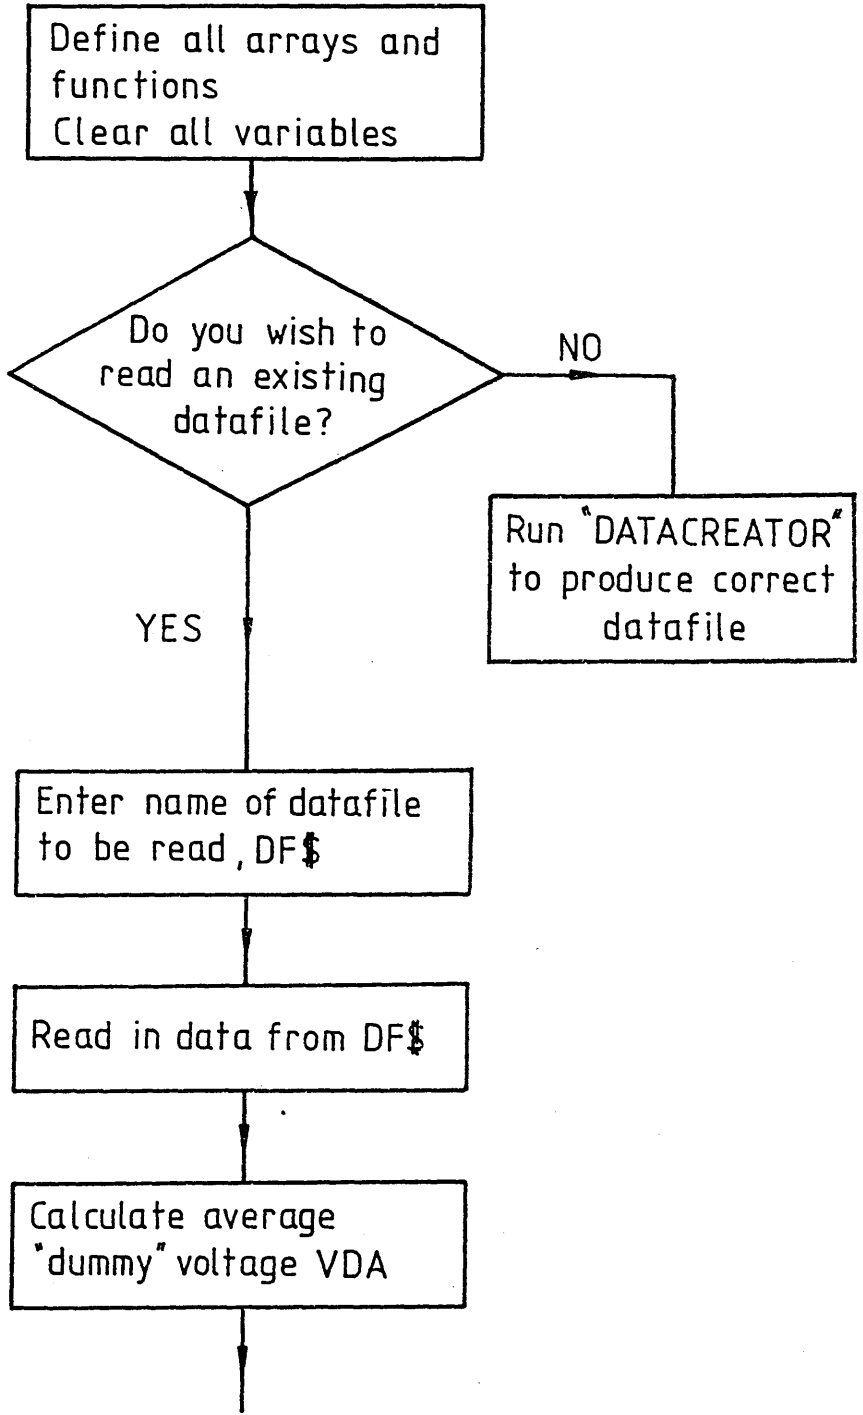 Define all arrays and
functions
Clear all variables
Do you wish to
read an existing
datafile?
NO
Run "DATACREATOR"
to produce correct
datafile
YES
Enter name of datafile
to be read, DF$
Read in data from DF$
Calculate average
"dummy" voltage VDA